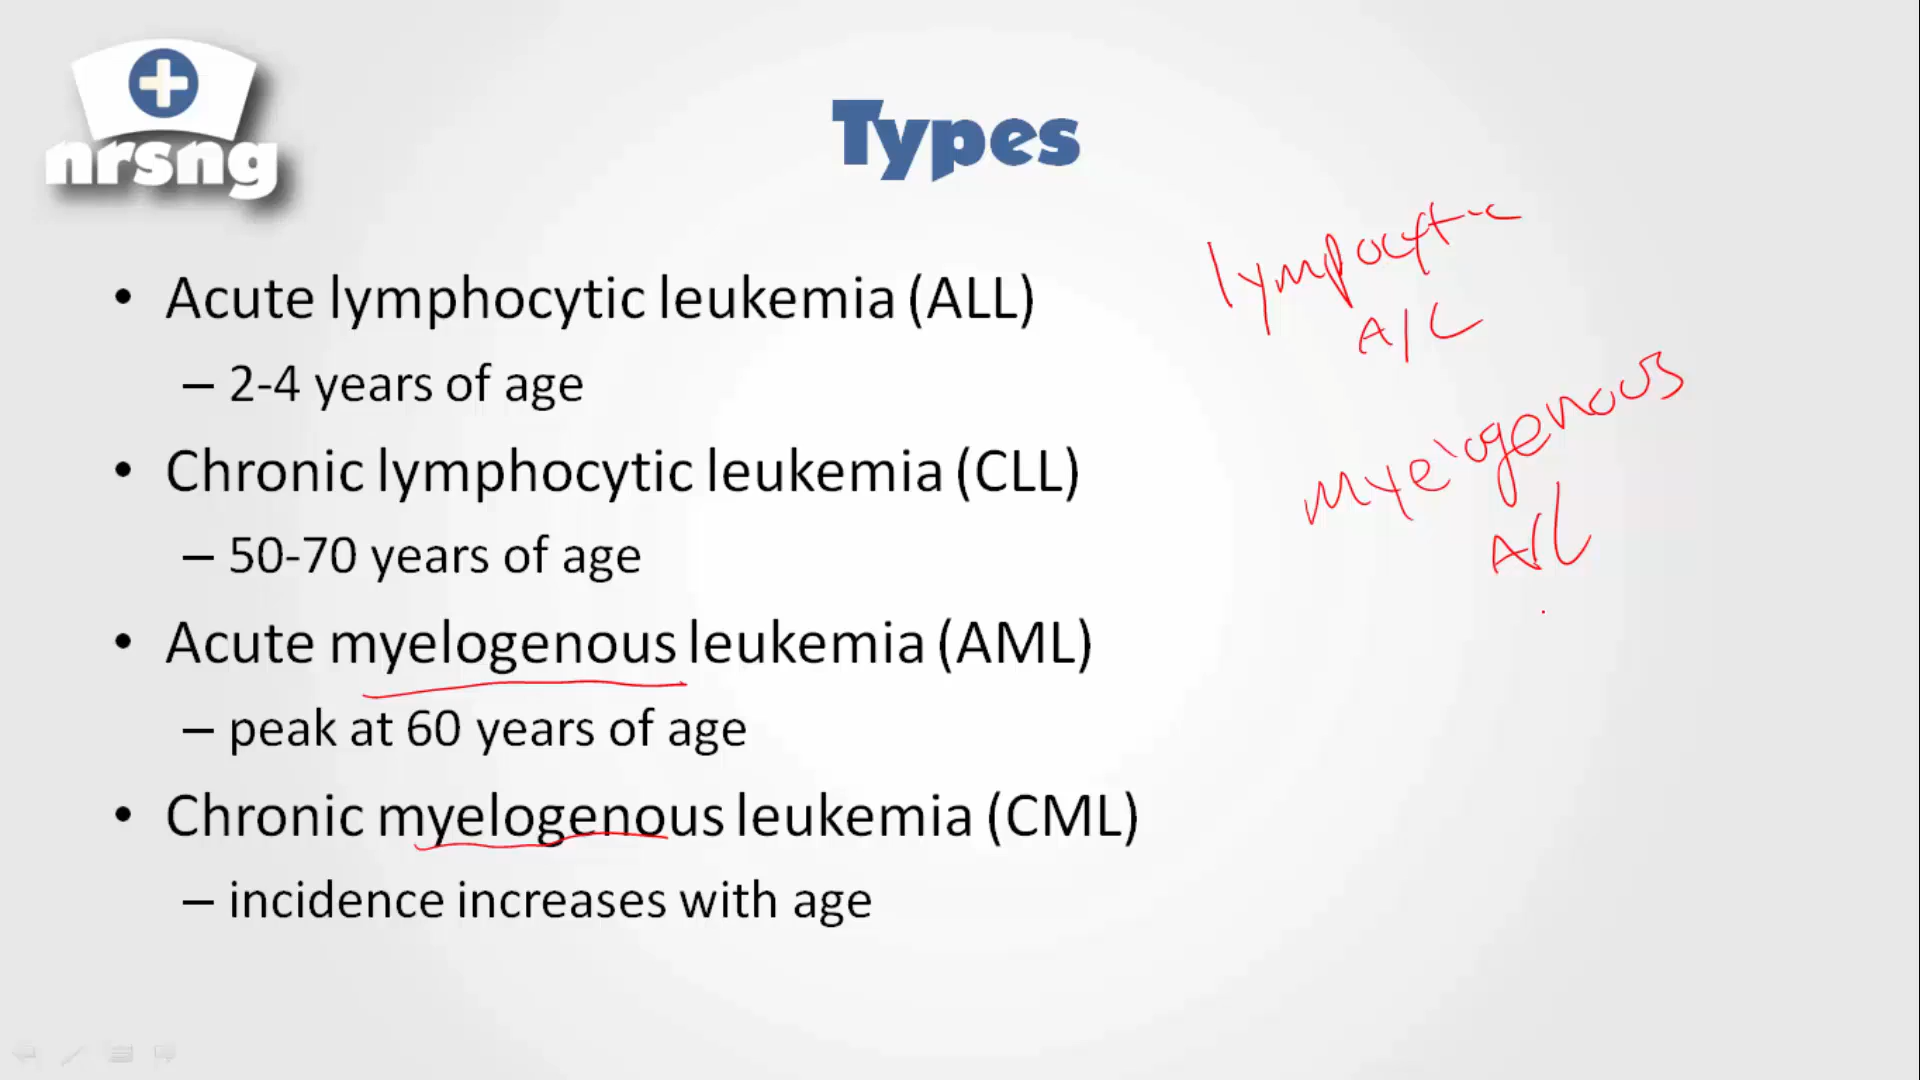 nrsng
Types
• Acute lymphocytic leukemia (ALL)
– 2-4 years of age
• Chronic lymphocytic leukemia (CLL)
– 50-70 years of age
• Acute myelogenous leukemia (AML)
– peak at 60 years of age
• Chronic myelogenous leukemia (CML)
– incidence increases with age
lympocytic
A/C
myelogenous
A/C